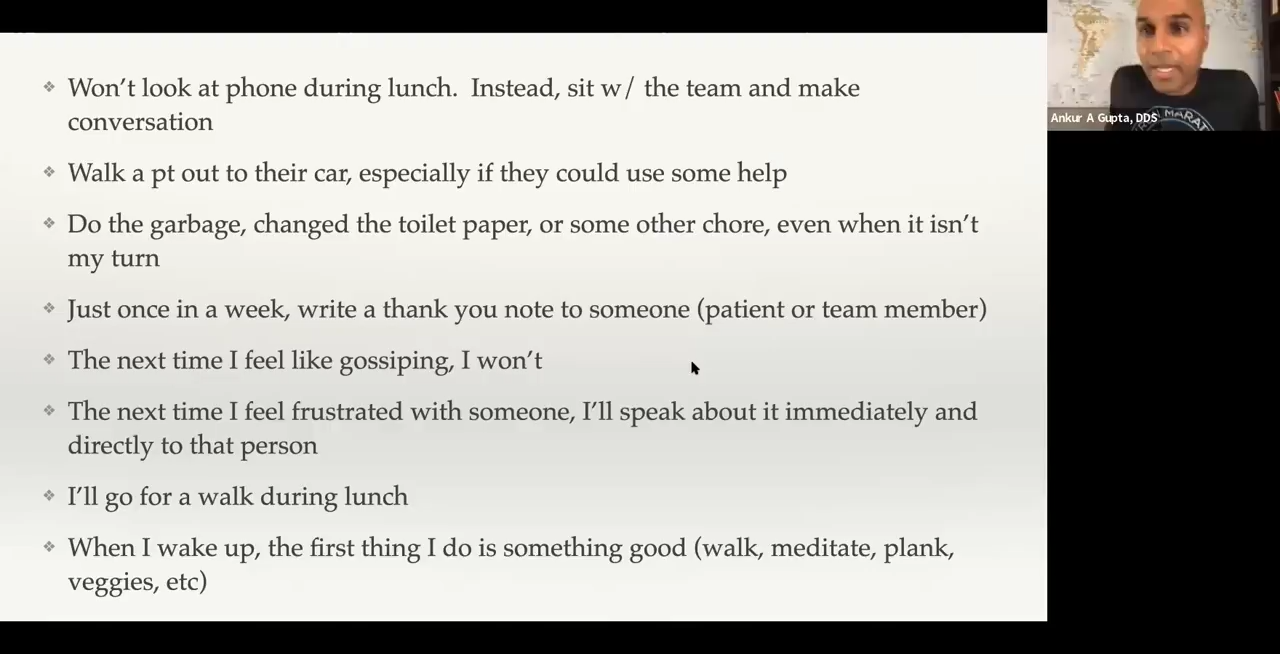 Won't look at phone during lunch.  Instead, sit w/ the team and make
conversation
Walk a pt out to their car, especially if they could use some help
Do the garbage, changed the toilet paper, or some other chore, even when it isn't
my turn
Just once in a week, write a thank you note to someone (patient or team member)
The next time I feel like gossiping, I won't
The next time I feel frustrated with someone, I'll speak about it immediately and
directly to that person
I'll go for a walk during lunch
When I wake up, the first thing I do is something good (walk, meditate, plank,
veggies, etc)
Ankur A Gupta, DDS